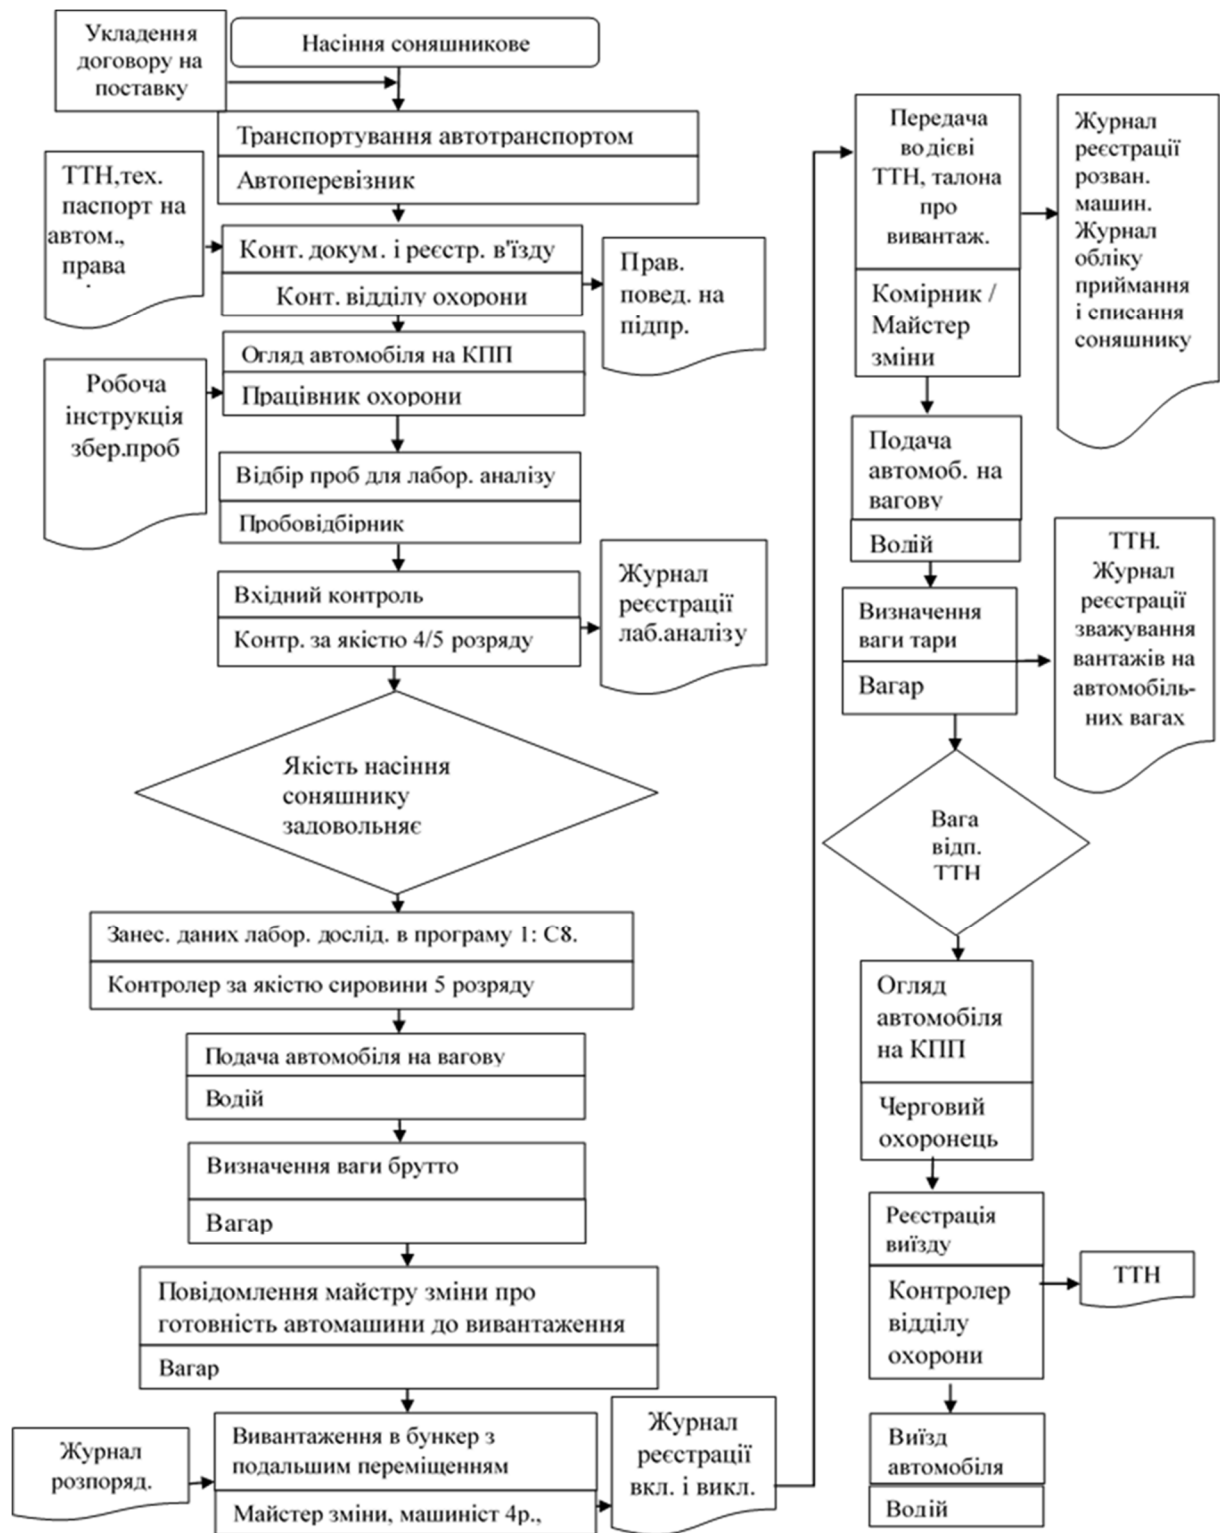 Укладення
договору на
поставку
Насіння соняшникове
Транспортування автотранспортом
Автоперевізник
ТТН,тех.
паспорт на
автом.,
права
Конт. докум. і реєстр. в'їзду
Конт. відділу охорони
Прав.
повед. на
підпр.
Огляд автомобіля на КПП
Працівник охорони
Робоча
інструкція
збер.проб
Відбір проб для лабор. аналізу
Пробовідбірник
Вхідний контроль
Контр. за якістю 4/5 розряду
Журнал
реєстрації
лаб.аналізу
Якість насіння
соняшнику
задовольняє
Занес. даних лабор. дослід. в програму 1: С8.
Контролер за якістю сировини 5 розряду
Подача автомобіля на вагову
Водій
Визначення ваги брутто
Вагар
Повідомлення майстру зміни про
готовність автомашини до вивантаження
Вагар
Журнал
розпоряд.
Вивантаження в бункер з
подальшим переміщенням
Майстер зміни, машиніст 4р.,
Журнал
реєстрації
вкл. і викл.
Передача
водієві
ТТН, талона
про
вивантаж.
Комірник /
Майстер
зміни
Журнал
реєстрації
розван.
машин.
Журнал
обліку
приймання
і списання
соняшнику
Подача
автомоб. на
вагову
Водій
Визначення
ваги тари
Вагар
ТТН.
Журнал
реєстрації
зважування
вантажів на
автомобіль-
них вагах
Вага
відп.
ТТН
Огляд
автомобіля
на КПП
Черговий
охоронець
Реєстрація
виїзду
Контролер
відділу
охорони
ТТН
Виїзд
автомобіля
Водій